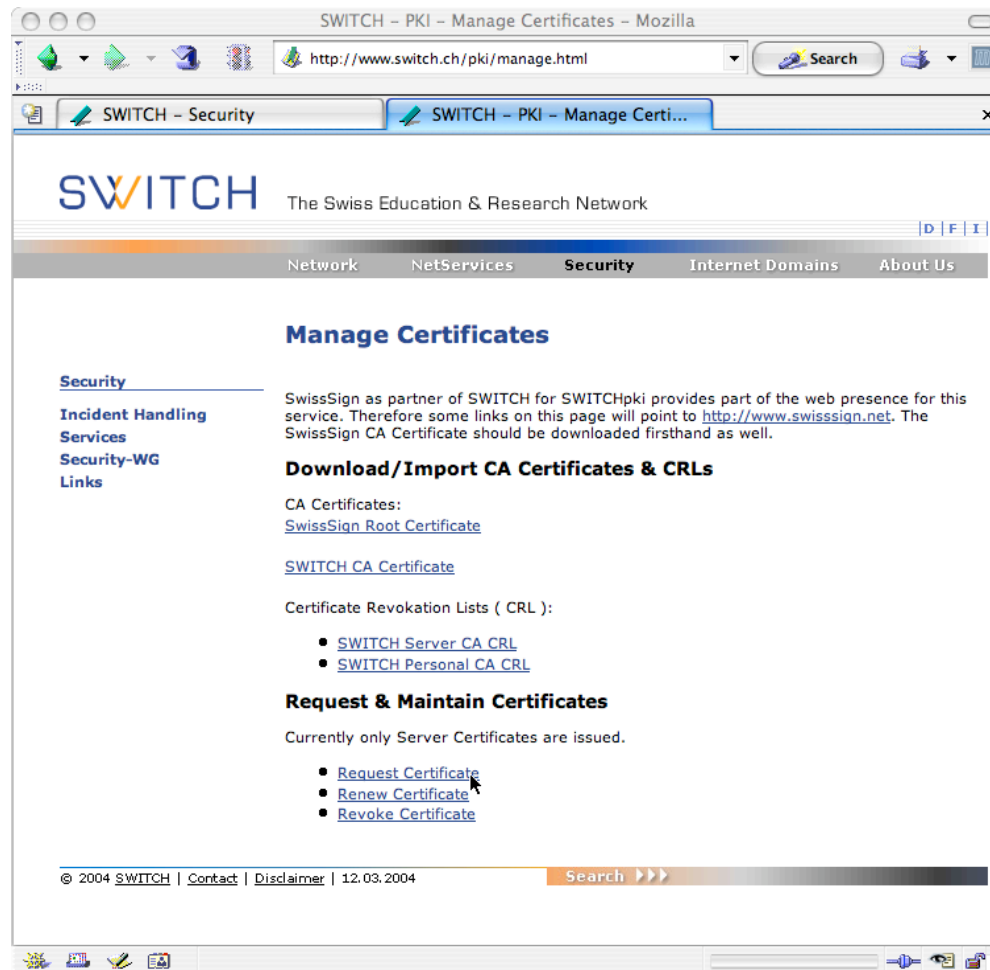 SWITCH – PKI – Manage Certificates – Mozilla
http://www.switch.ch/pki/manage.html
Search
SWITCH – Security
SWITCH – PKI – Manage Certi...
SWITCH The Swiss Education & Research Network
|D|F|I|
Network NetServices Security Internet Domains About Us
Manage Certificates
Security
Incident Handling
Services
Security-WG
Links
SwissSign as partner of SWITCH for SWITCHpki provides part of the web presence for this
service. Therefore some links on this page will point to http://www.swisssign.net. The
SwissSign CA Certificate should be downloaded firsthand as well.
Download/Import CA Certificates & CRLs
CA Certificates:
SwissSign Root Certificate
SWITCH CA Certificate
Certificate Revokation Lists ( CRL ):
SWITCH Server CA CRL
SWITCH Personal CA CRL
Request & Maintain Certificates
Currently only Server Certificates are issued.
Request Certificate
Renew Certificate
Revoke Certificate
© 2004 SWITCH | Contact | Disclaimer | 12.03.2004
Search